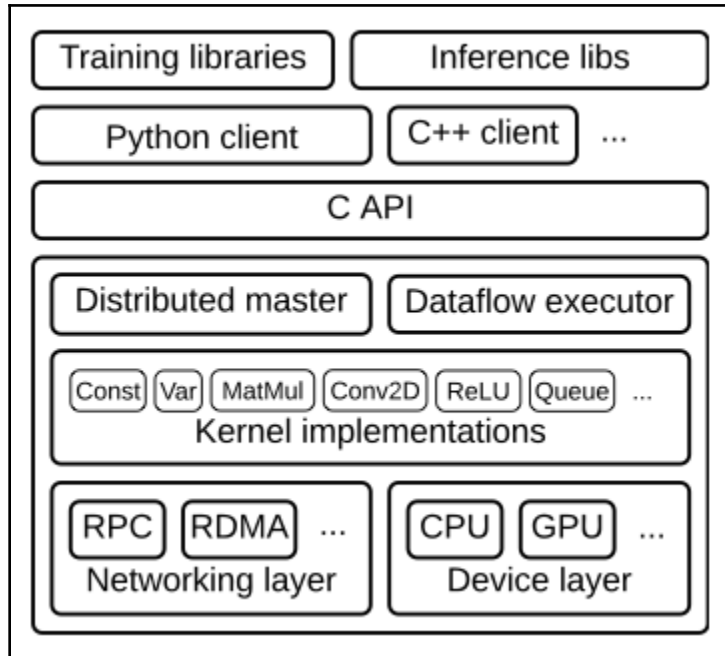 Training libraries Inference libs
Python client C++ client ...
C API
Distributed master Dataflow executor
Const Var MatMul Conv2D ReLU Queue ...
Kernel implementations
RPC RDMA ... CPU GPU ...
Networking layer Device layer